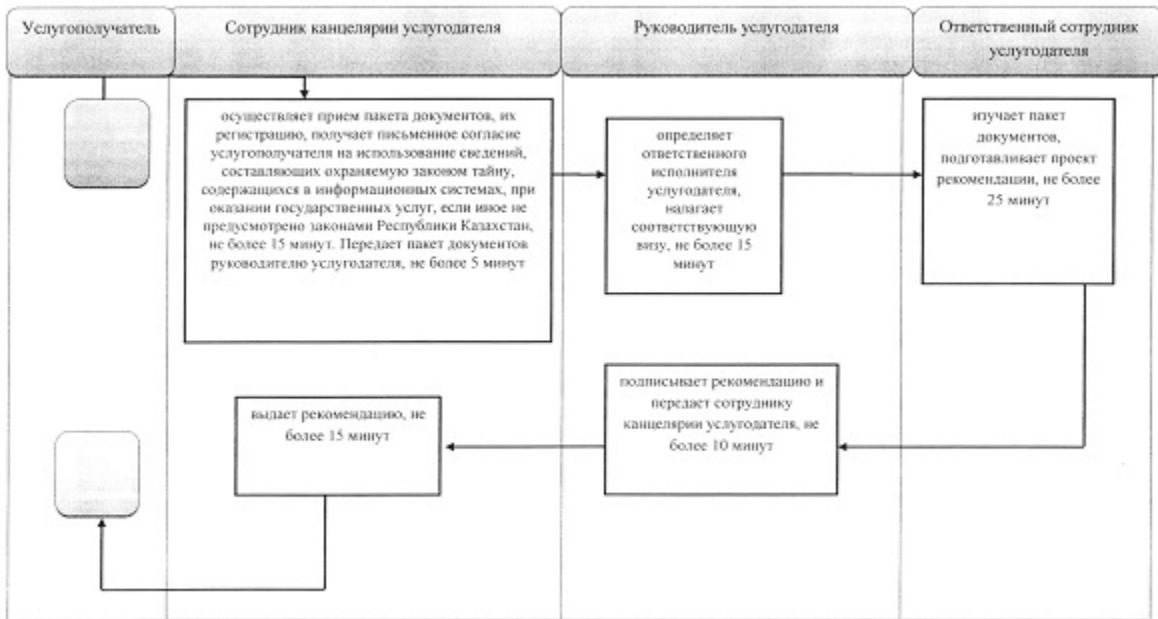 Услугополучатель
Сотрудник канцелярии услугодателя
Руководитель услугодателя
Ответственный сотрудник
услугодателя
осуществляет прием пакета документов, их
регистрацию, получает письменное согласие
услугополучателя на использование сведений,
составляющих охраняемую законом тайну,
содержащихся в информационных системах, при
оказании государственных услуг, если иное не
предусмотрено законами Республики Казахстан,
не более 15 минут. Передает пакет документов
руководителю услугодателя, не более 5 минут
определяет
ответственного
исполнителя
услугодателя,
налагает
соответствующую
визу, не более 15
минут
изучает пакет
документов,
подготавливает проект
рекомендации, не более
25 минут
подписывает рекомендацию и
передает сотруднику
канцелярии услугодателя, не
более 10 минут
выдает рекомендацию, не
более 15 минут